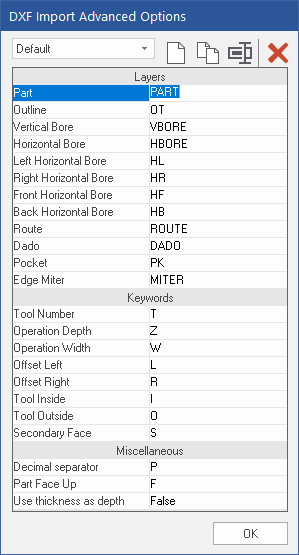 DXF Import Advanced Options
Default
Layers
Part PART
Outline OT
Vertical Bore VBORE
Horizontal Bore HBORE
Left Horizontal Bore HL
Right Horizontal Bore HR
Front Horizontal Bore HF
Back Horizontal Bore HB
Route ROUTE
Dado DADO
Pocket PK
Edge Miter MITER
Keywords
Tool Number T
Operation Depth Z
Operation Width W
Offset Left L
Offset Right R
Tool Inside I
Tool Outside O
Secondary Face S
Miscellaneous
Decimal separator P
Part Face Up F
Use thickness as depth False
OK